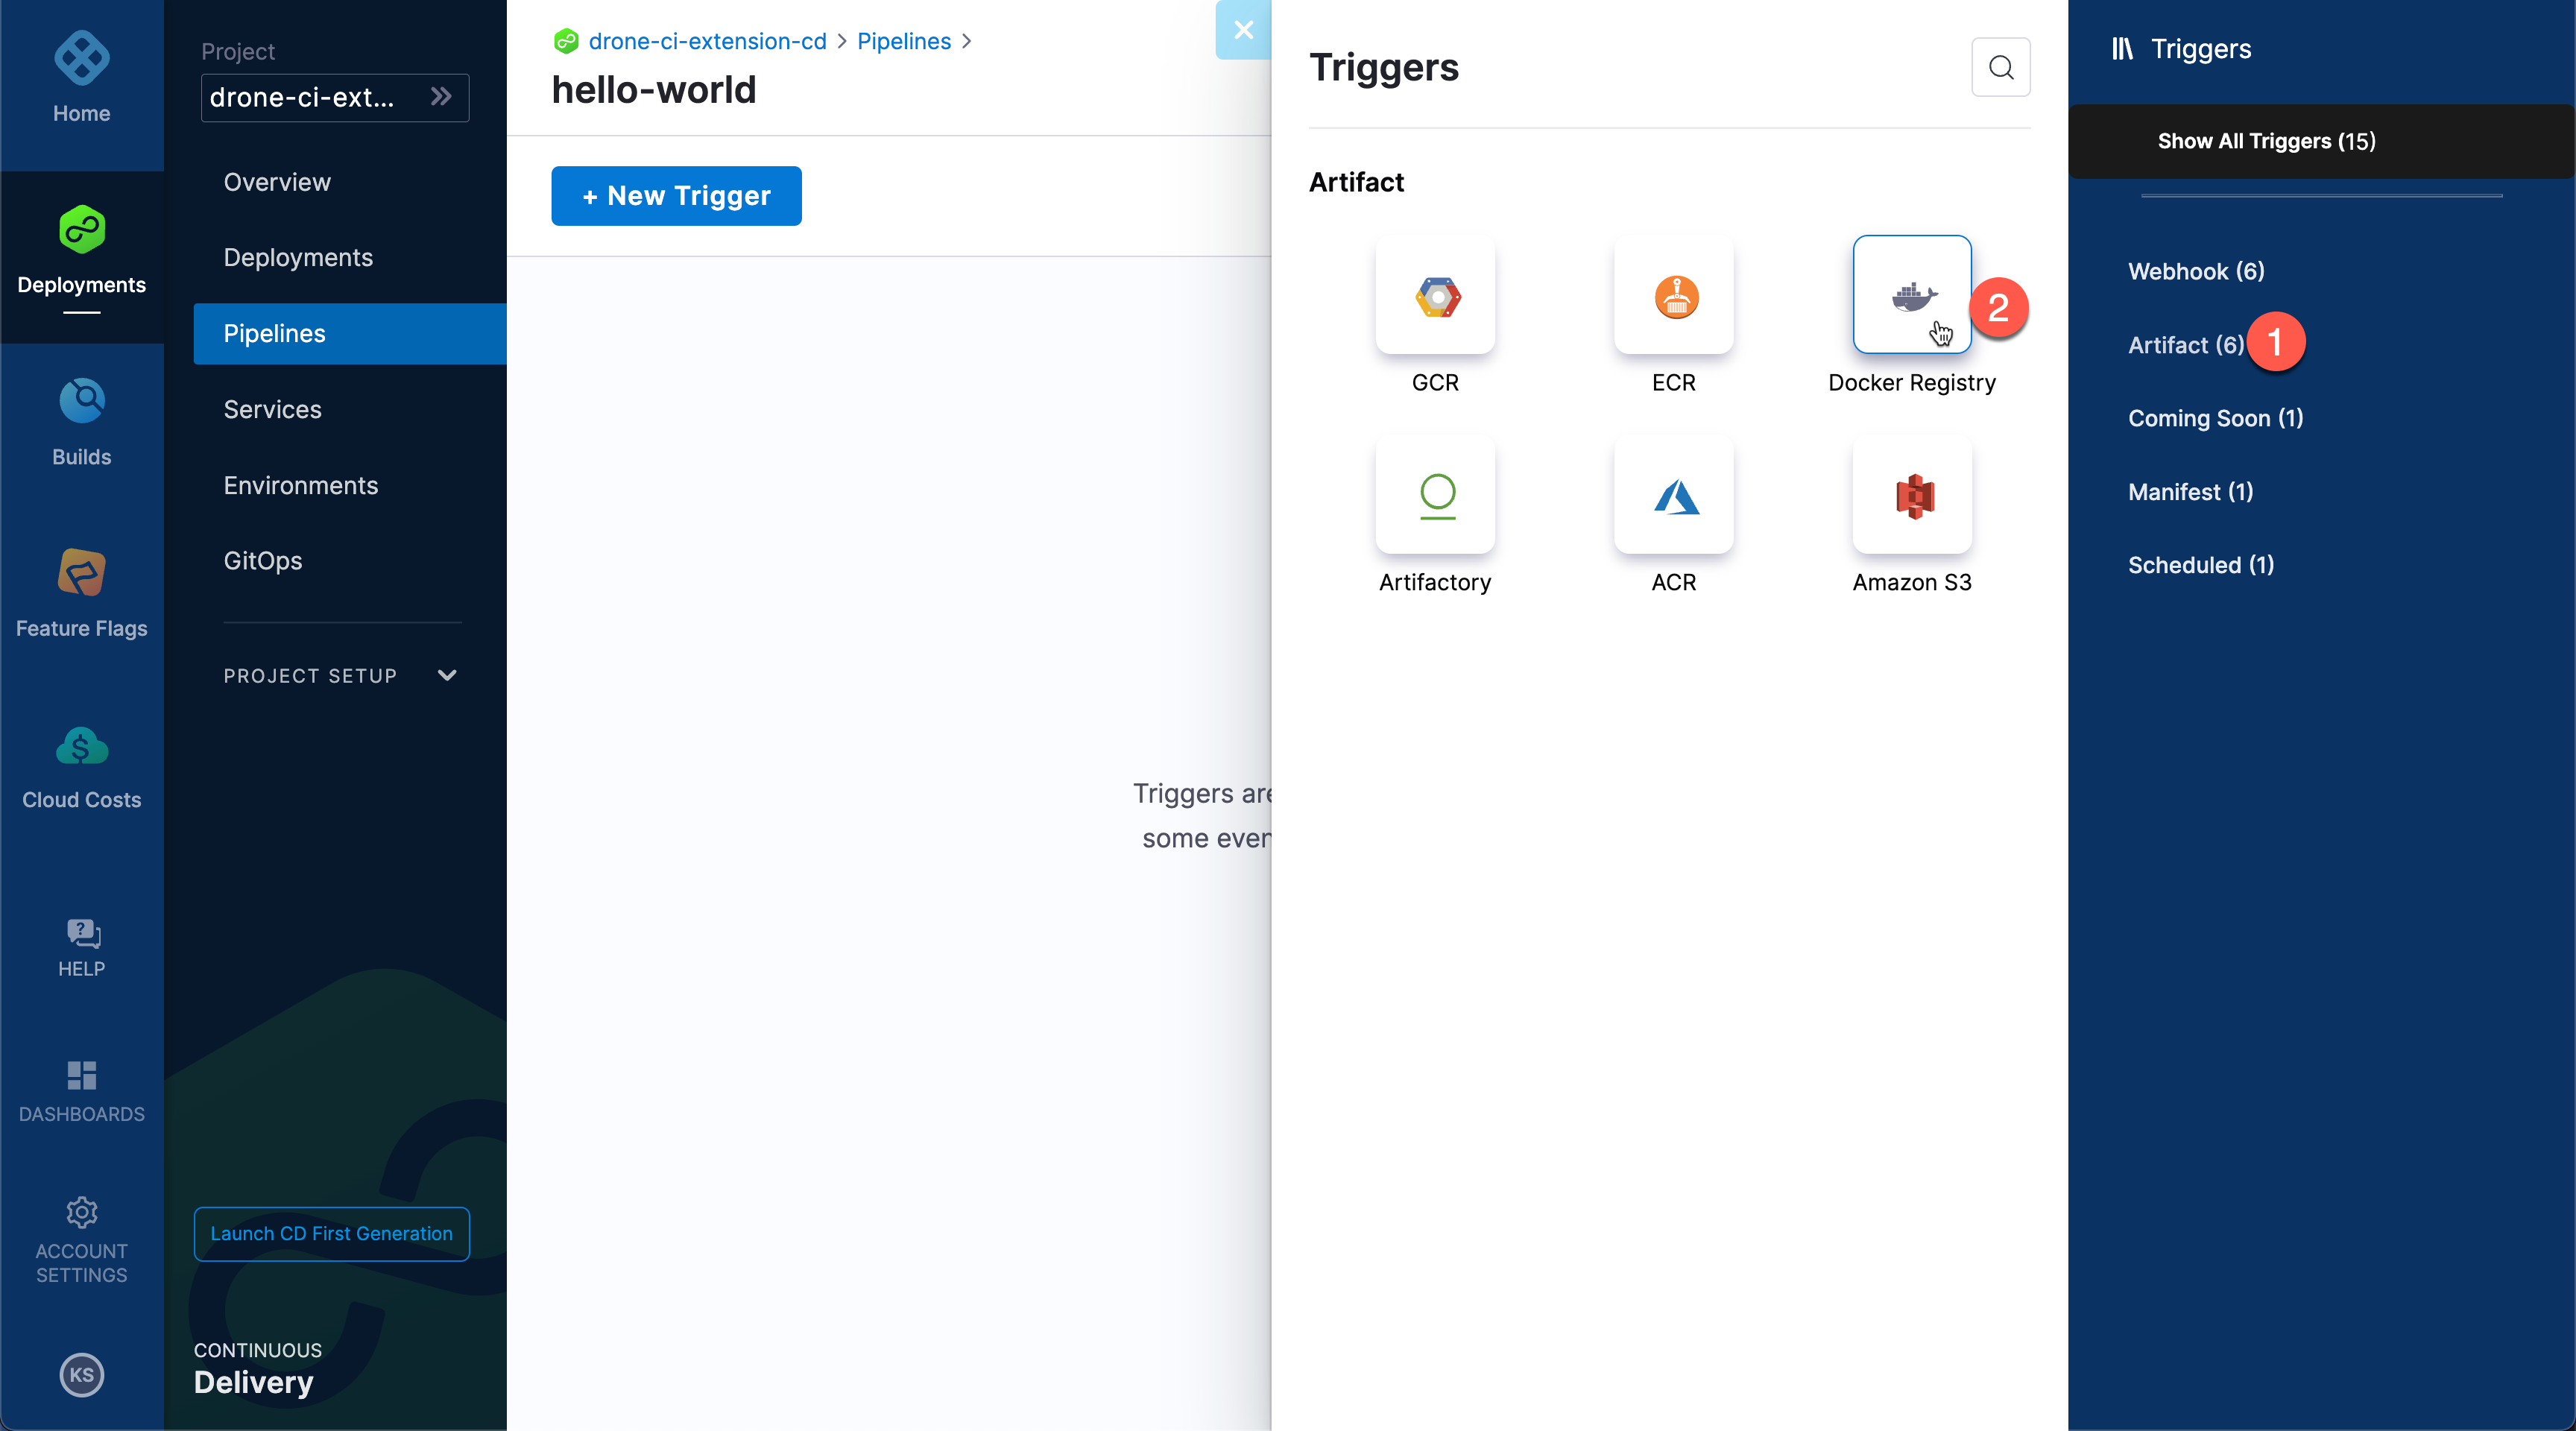 Home
Deployments
Builds
Feature Flags
Cloud Costs
HELP
DASHBOARDS
ACCOUNT
SETTINGS
KS
Project
drone-ci-ext...
Overview
Deployments
Pipelines
Services
Environments
GitOps
PROJECT SETUP
Launch CD First Generation
CONTINUOUS
Delivery
drone-ci-extension-cd > Pipelines >
hello-world
+ New Trigger
Triggers are
some even
Triggers
Artifact
GCR
ECR
Docker Registry
2
Artifactory
ACR
Amazon S3
Triggers
Show All Triggers (15)
Webhook (6)
Artifact (6)
1
Coming Soon (1)
Manifest (1)
Scheduled (1)